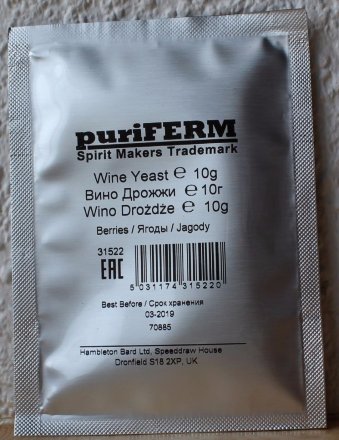 puriFERM
Spirit Makers Trademark
Wine Yeast ℮ 10g
Вино Дрожжи ℮ 10г
Wino Drożdże ℮ 10g
Berries / Ягоды / Jagody
31522
EAC
5 031174 315220
Best Before / Срок хранения
03-2019
70885
Hambleton Bard Ltd, Speeddraw House
Dronfield S18 2XP, UK